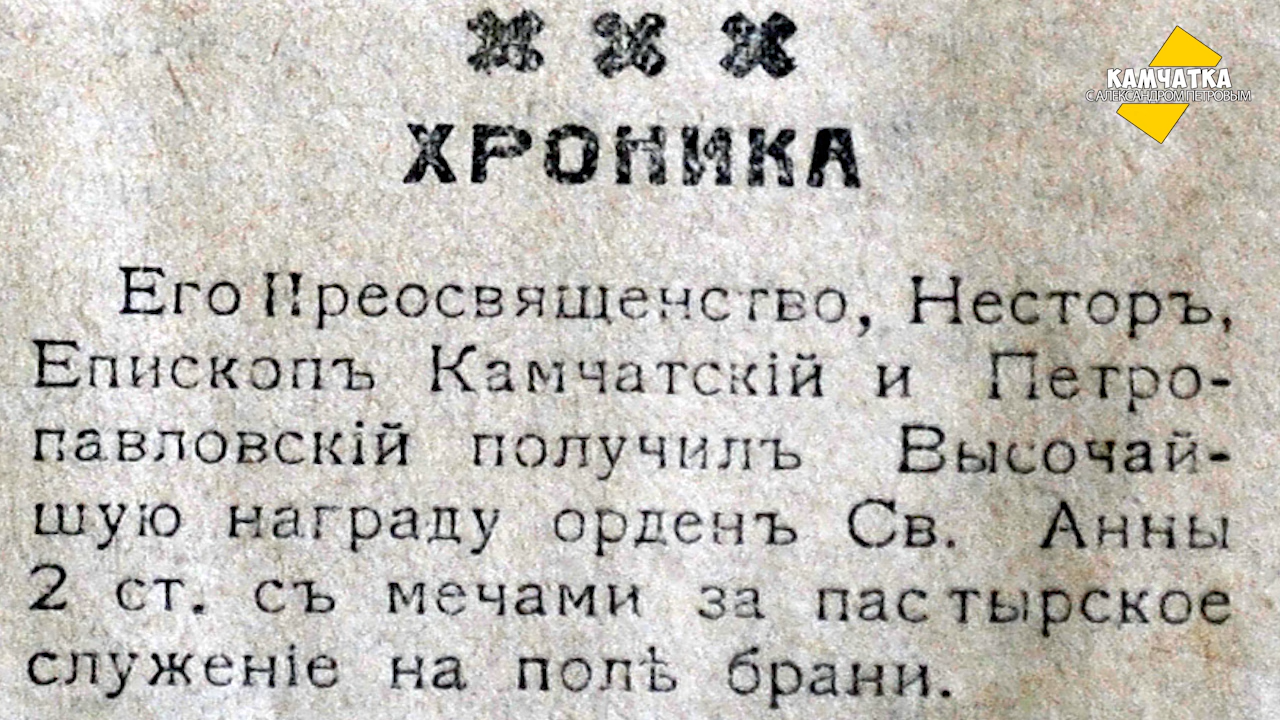 КАМЧАТКА
С АЛЕКСАНДРОМ ПЕТРОВЫМ
ХРОНИКА
Его Преосвященство, Несторъ,
Епископъ Камчатскій и Петро-
павловскій получилъ Высочай-
шую награду орденъ Св. Анны
2 ст. съ мечами за пастырское
служеніе на полѣ брани.